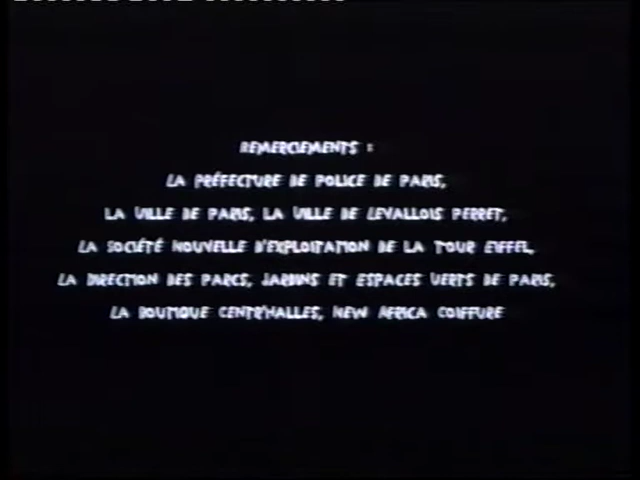 REMERCIEMENTS :
LA PRÉFECTURE DE POLICE DE PARIS,
LA VILLE DE PARIS, LA VILLE DE LEVALLOIS PERRET,
LA SOCIÉTÉ NOUVELLE D'EXPLOITATION DE LA TOUR EIFFEL,
LA DIRECTION DES PARCS, JARDINS ET ESPACES VERTS DE PARIS,
LA BOUTIQUE CENTR'HALLES, NEW AFRICA COIFFURE